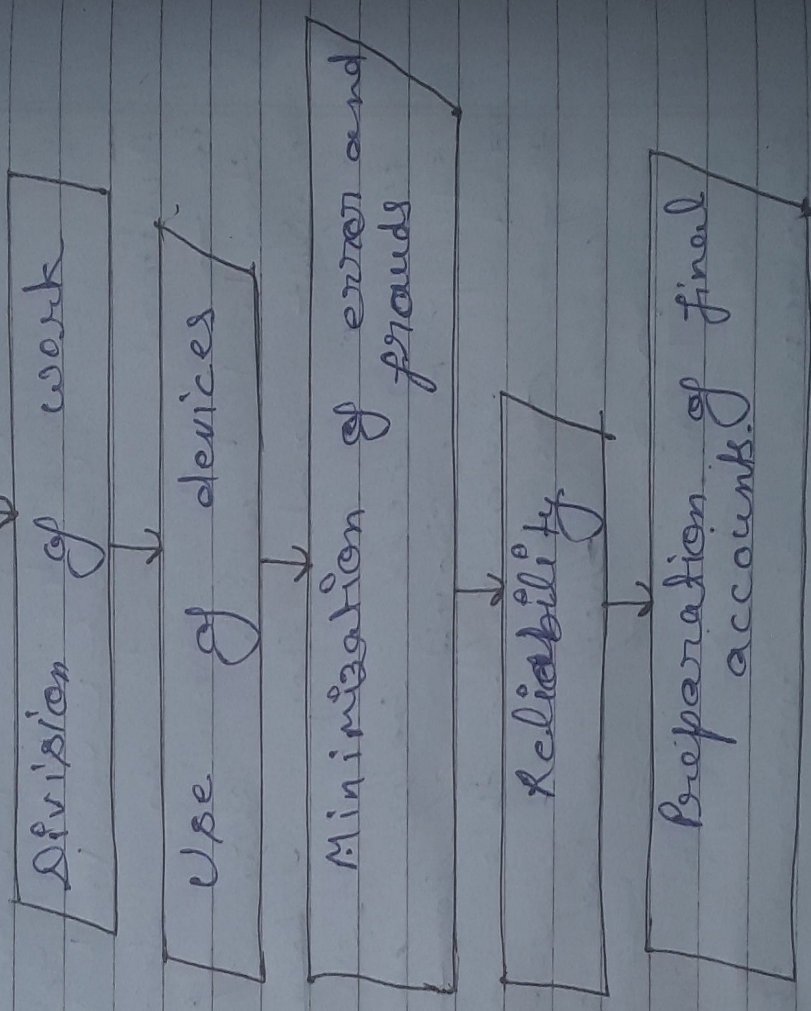 Division of work
Use of devices
Minimization of error and
frauds
Reliability
Preparation of final
accounts.